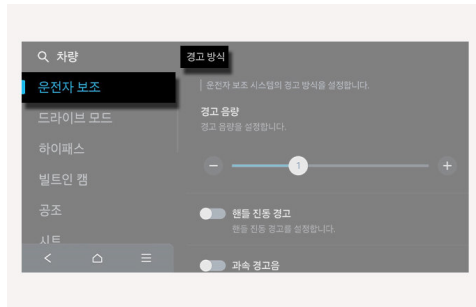 차량
경고 방식
운전자 보조
운전자 보조 시스템의 경고 방식을 설정합니다.
드라이브 모드
경고 음량
경고 음량을 설정합니다.
하이패스
1
빌트인 캠
공조
핸들 진동 경고
핸들 진동 경고를 설정합니다.
시트
과속 경고음